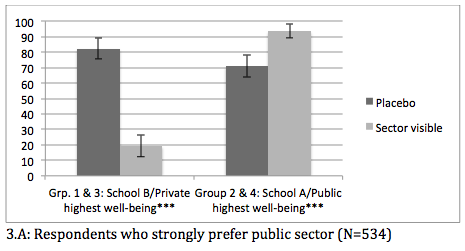 100
90
80
70
60
50
40
30
20
10
0
Placebo
Sector visible
Grp. 1 & 3: School B/Private
highest well-being***
Group 2 & 4: School A/Public
highest well-being***
3.A: Respondents who strongly prefer public sector (N=534)